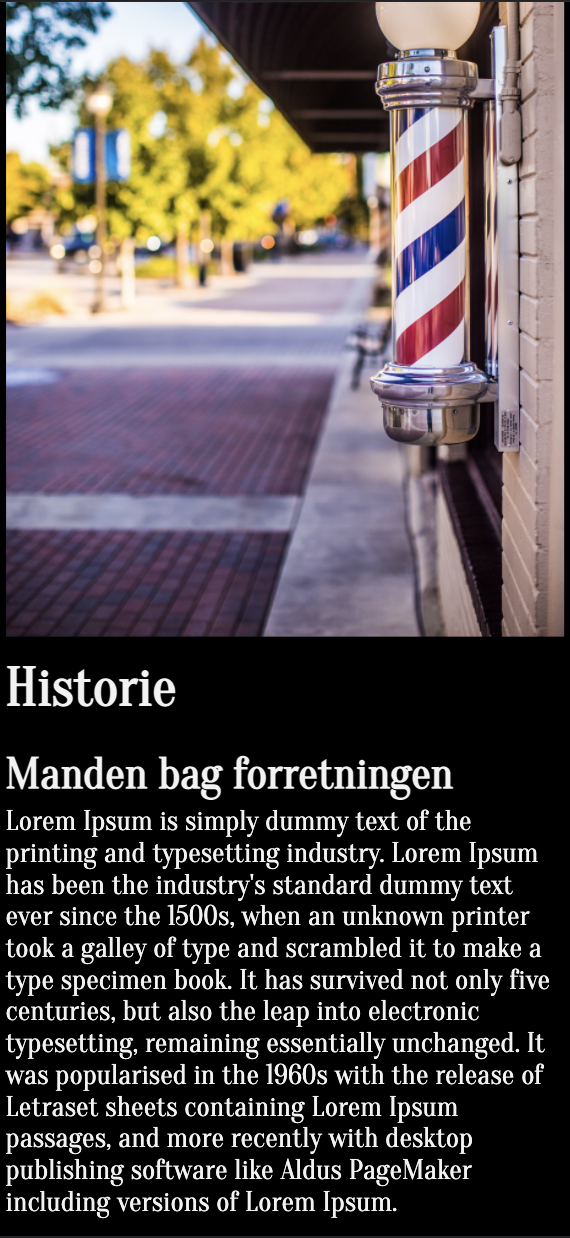 Historie
Manden bag forretningen
Lorem Ipsum is simply dummy text of the
printing and typesetting industry. Lorem Ipsum
has been the industry's standard dummy text
ever since the 1500s, when an unknown printer
took a galley of type and scrambled it to make a
type specimen book. It has survived not only five
centuries, but also the leap into electronic
typesetting, remaining essentially unchanged. It
was popularised in the 1960s with the release of
Letraset sheets containing Lorem Ipsum
passages, and more recently with desktop
publishing software like Aldus PageMaker
including versions of Lorem Ipsum.